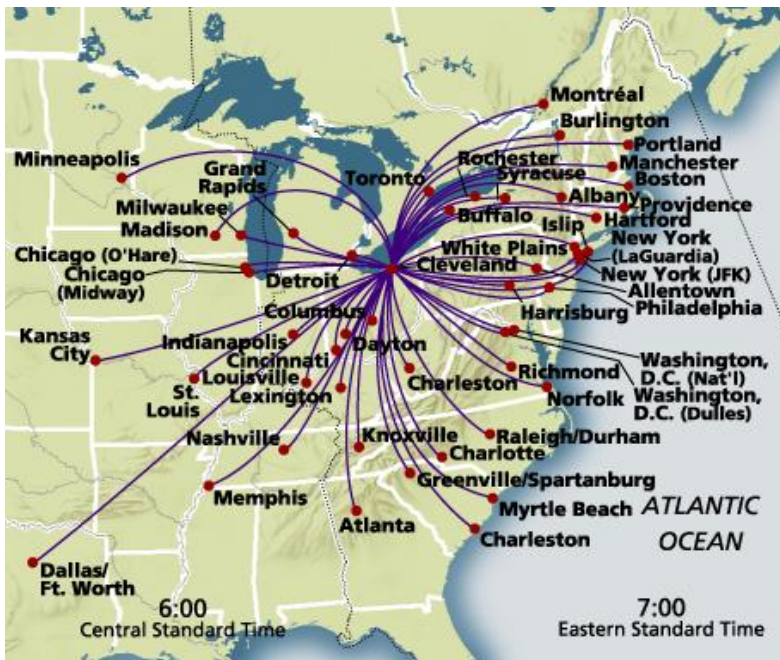 Montréal
Burlington
Portland
Manchester
Boston
Providence
Hartford
Rochester
Syracuse
Albany
Toronto
Buffalo
Islip
White Plains
New York
(LaGuardia)
New York (JFK)
Allentown
Philadelphia
Harrisburg
Cleveland
Minneapolis
Grand
Rapids
Milwaukee
Madison
Chicago (O'Hare)
Chicago
(Midway)
Detroit
Columbus
Kansas
City
Indianapolis
Dayton
Cincinnati
St.
Louis
Louisville
Lexington
Charleston
Richmond
Norfolk
Washington,
D.C. (Nat'l)
Washington,
D.C. (Dulles)
Nashville
Knoxville
Raleigh/Durham
Charlotte
Greenville/Spartanburg
Memphis
Atlanta
Myrtle Beach
Charleston
ATLANTIC
OCEAN
Dallas/
Ft. Worth
6:00
Central Standard Time
7:00
Eastern Standard Time